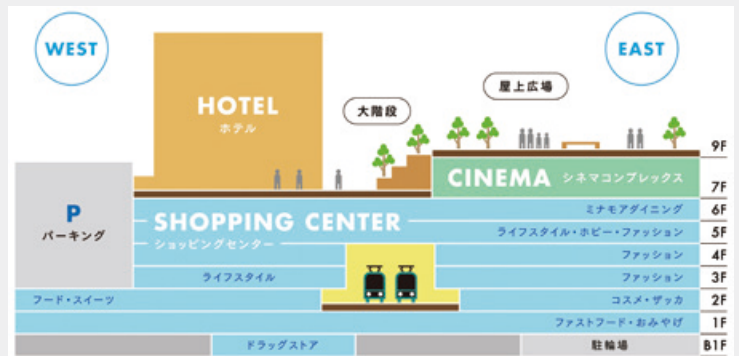 WEST
EAST
HOTEL
ホテル
大階段
屋上広場
9F
CINEMA シネマコンプレックス
7F
P
パーキング
SHOPPING CENTER
ショッピングセンター
ミナモアダイニング
6F
ライフスタイル・ホビー・ファッション
5F
ファッション
4F
ライフスタイル
ファッション
3F
フード・スイーツ
コスメ・ザッカ
2F
ファストフード・おみやげ
1F
ドラッグストア
駐輪場
B1F